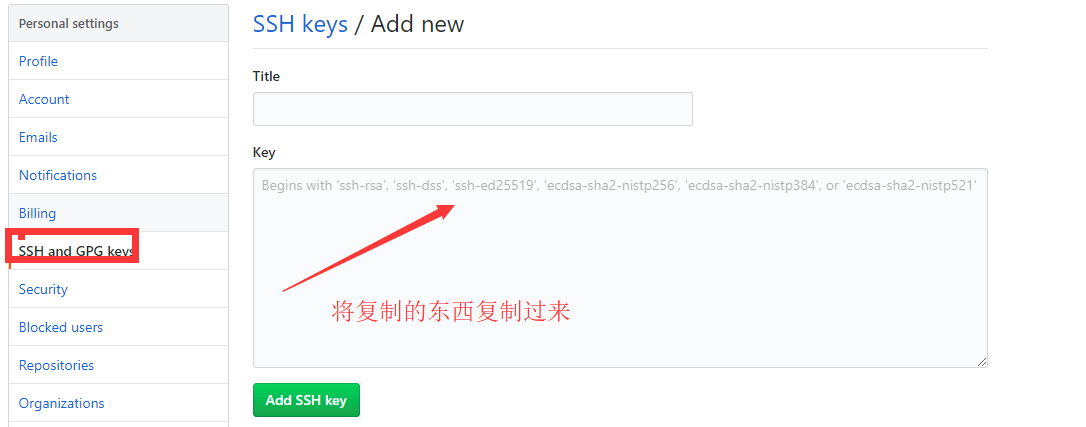 Personal settings
Profile
Account
Emails
Notifications
Billing
SSH and GPG keys
Security
Blocked users
Repositories
Organizations
SSH keys / Add new
Title
Key
Begins with 'ssh-rsa', 'ssh-dss', 'ssh-ed25519', 'ecdsa-sha2-nistp256', 'ecdsa-sha2-nistp384', or 'ecdsa-sha2-nistp521'
将复制的东西复制过来
Add SSH key